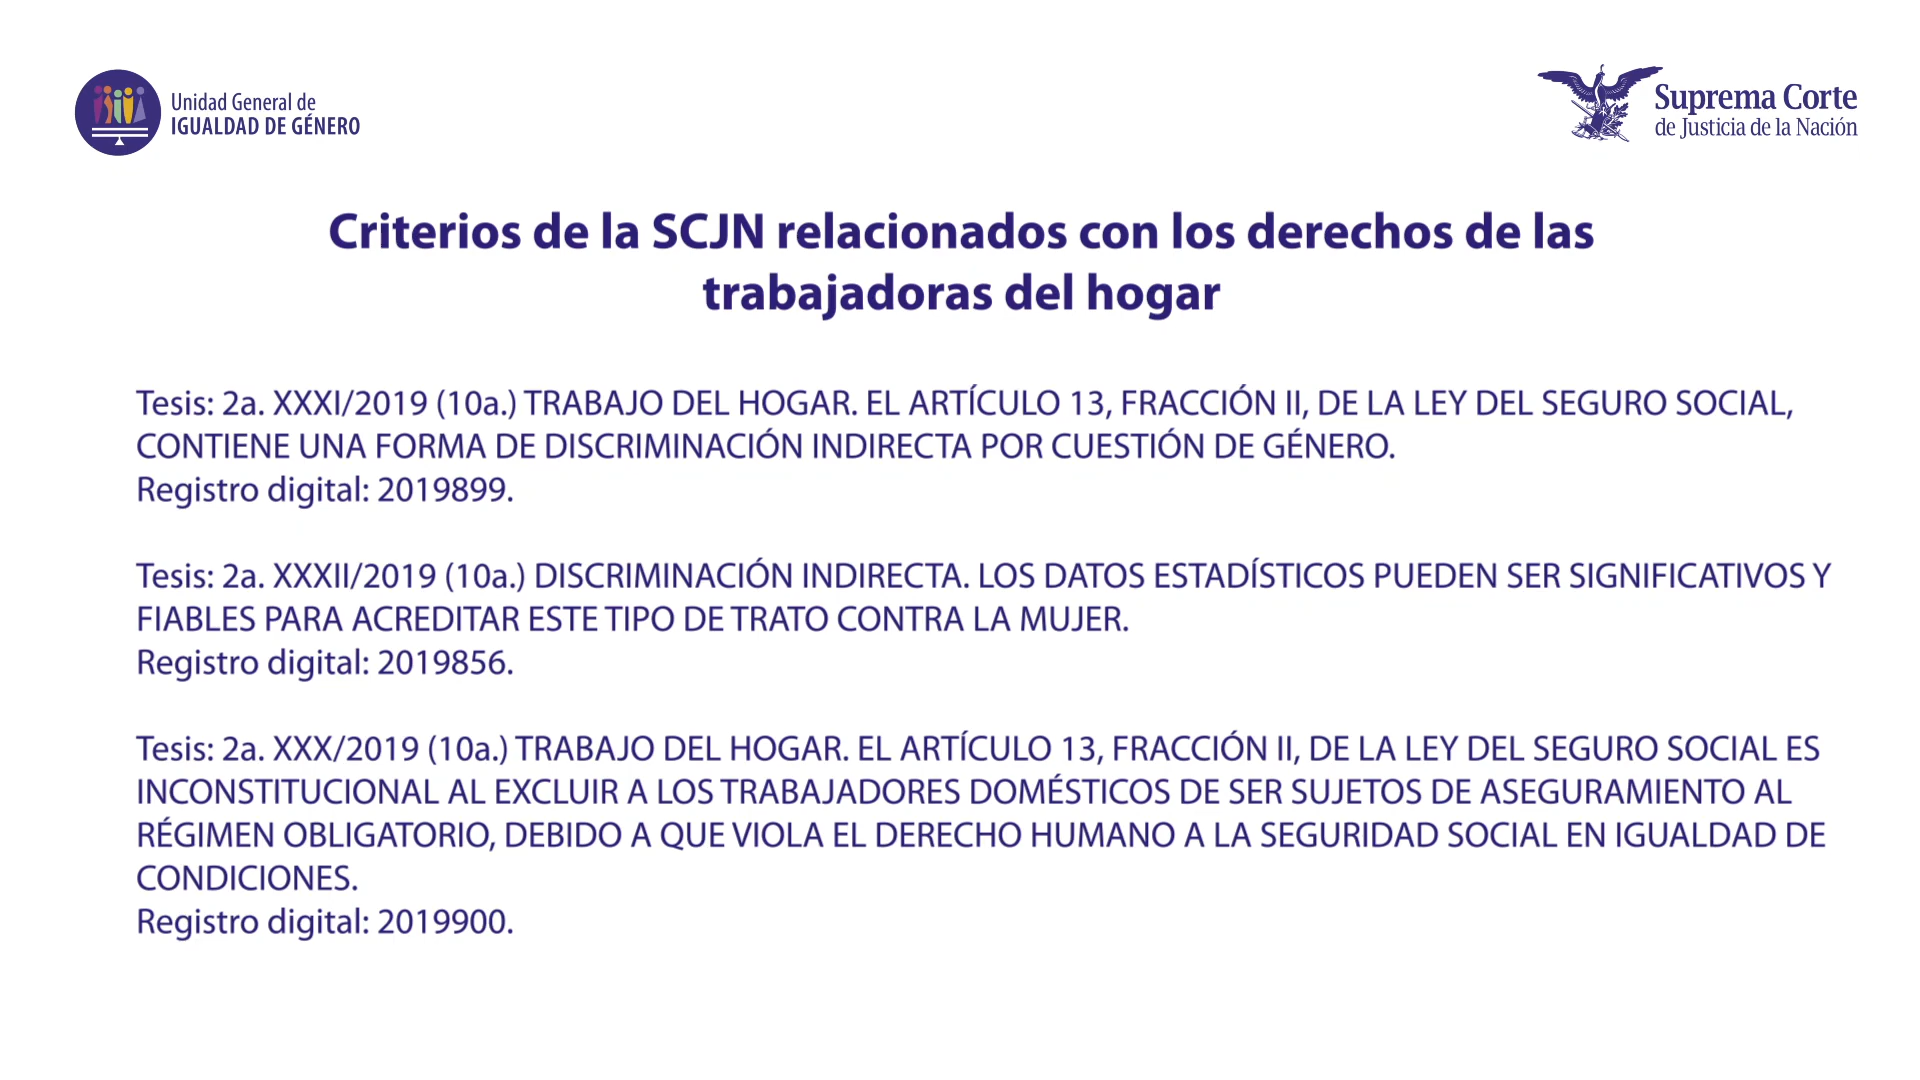 Unidad General de
IGUALDAD DE GÉNERO
Suprema Corte
de Justicia de la Nación
Criterios de la SCJN relacionados con los derechos de las
trabajadoras del hogar
Tesis: 2a. XXXI/2019 (10a.) TRABAJO DEL HOGAR. EL ARTÍCULO 13, FRACCIÓN II, DE LA LEY DEL SEGURO SOCIAL,
CONTIENE UNA FORMA DE DISCRIMINACIÓN INDIRECTA POR CUESTIÓN DE GÉNERO.
Registro digital: 2019899.
Tesis: 2a. XXXII/2019 (10a.) DISCRIMINACIÓN INDIRECTA. LOS DATOS ESTADÍSTICOS PUEDEN SER SIGNIFICATIVOS Y
FIABLES PARA ACREDITAR ESTE TIPO DE TRATO CONTRA LA MUJER.
Registro digital: 2019856.
Tesis: 2a. XXX/2019 (10a.) TRABAJO DEL HOGAR. EL ARTÍCULO 13, FRACCIÓN II, DE LA LEY DEL SEGURO SOCIAL ES
INCONSTITUCIONAL AL EXCLUIR A LOS TRABAJADORES DOMÉSTICOS DE SER SUJETOS DE ASEGURAMIENTO AL
RÉGIMEN OBLIGATORIO, DEBIDO A QUE VIOLA EL DERECHO HUMANO A LA SEGURIDAD SOCIAL EN IGUALDAD DE
CONDICIONES.
Registro digital: 2019900.